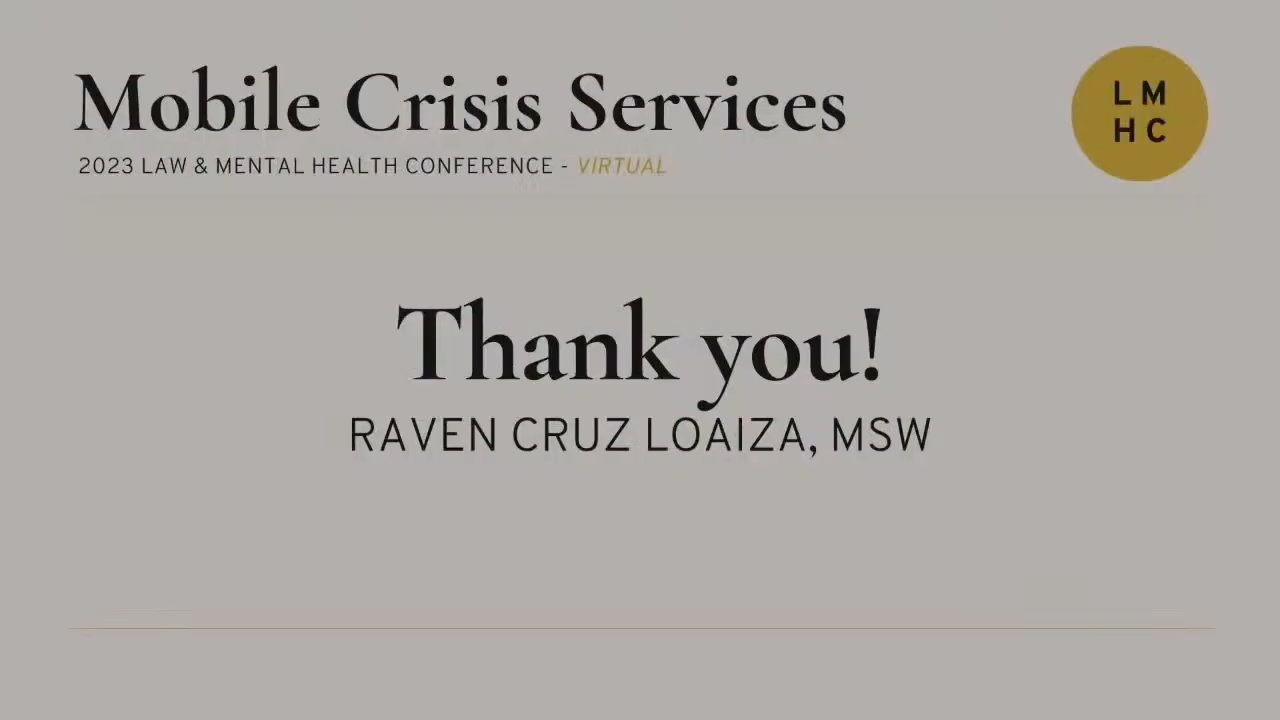 Mobile Crisis Services
2023 LAW & MENTAL HEALTH CONFERENCE - VIRTUAL
L M
H C
Thank you!
RAVEN CRUZ LOAIZA, MSW